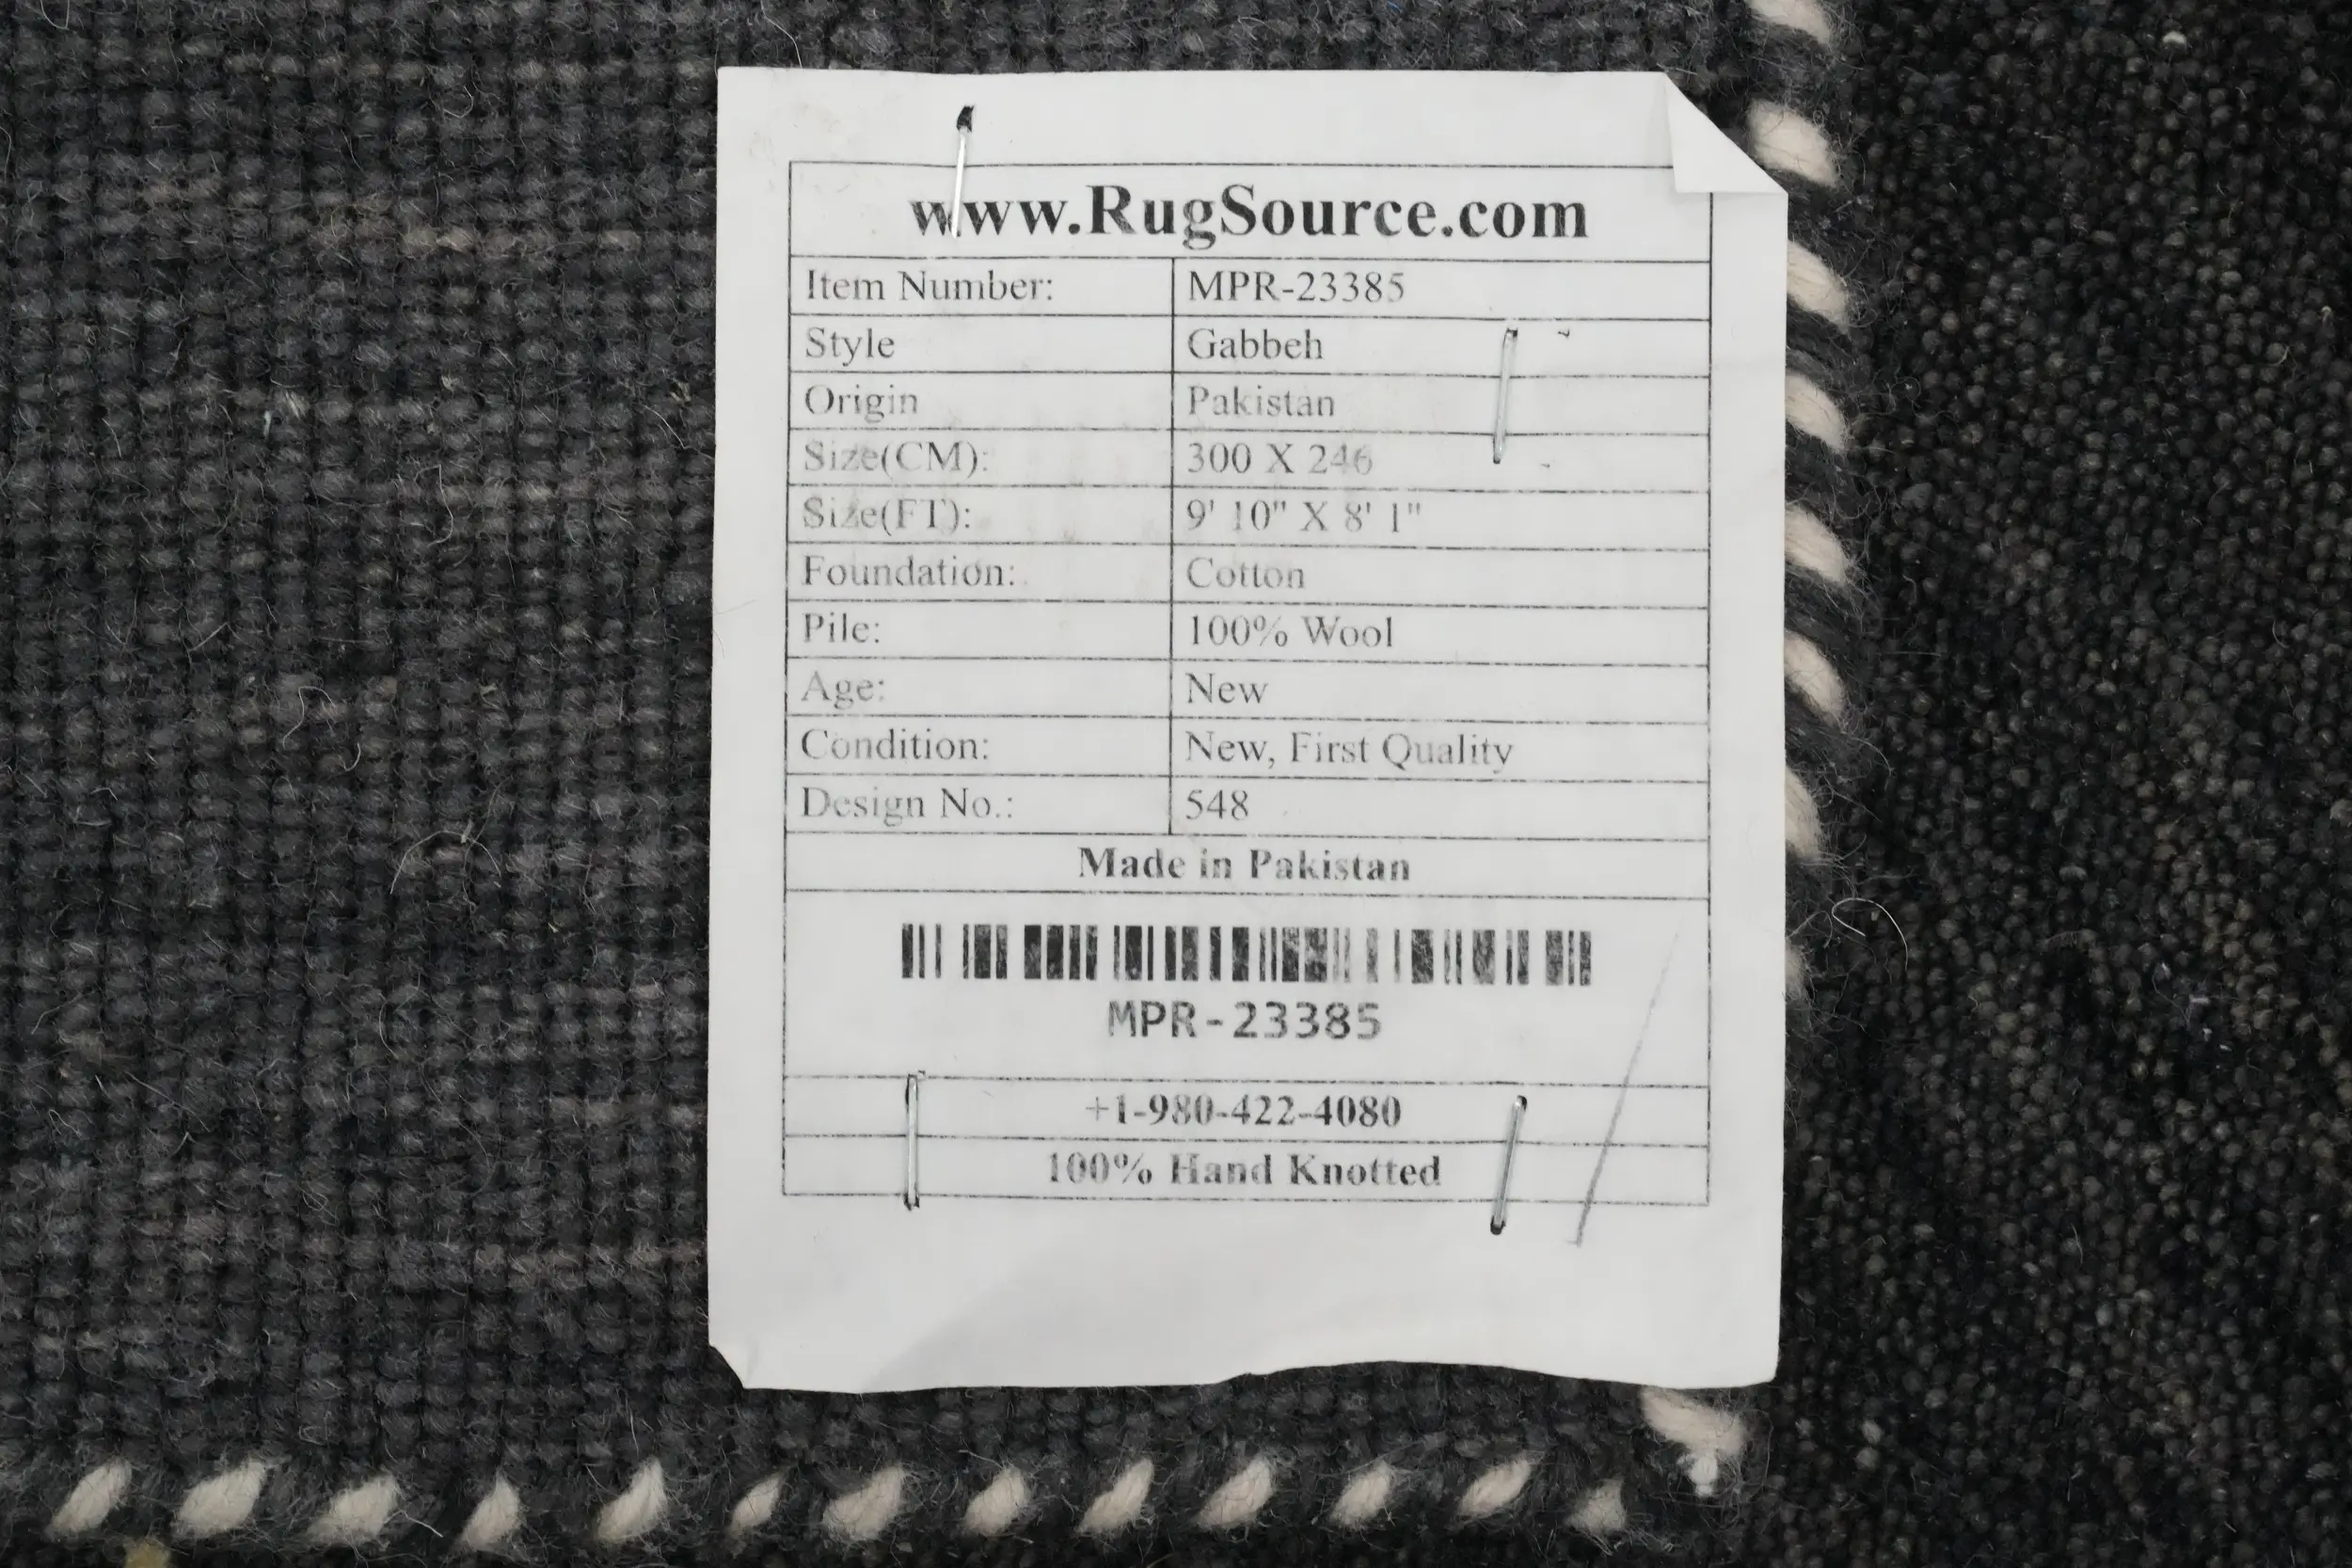 www.RugSource.com
Item Number: MPR-23385
Style Gabbeh
Origin Pakistan
Size(CM): 300 X 246
Size(FT): 9' 10" X 8' 1"
Foundation: Cotton
Pile: 100% Wool
Age: New
Condition: New, First Quality
Design No.: 548
Made in Pakistan
MPR-23385
+1-980-422-4080
100% Hand Knotted